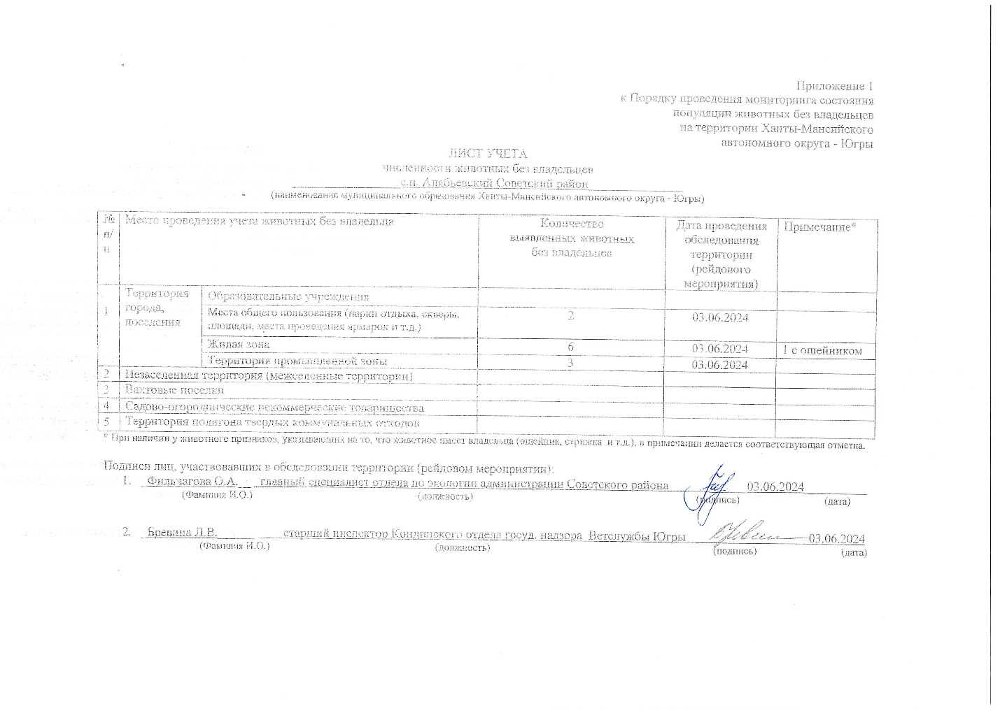 Приложение 1
к Порядку проведения мониторинга состояния
популяции животных без владельцев
на территории Ханты-Мансийского
автономного округа - Югры
ЛИСТ УЧЕТА
численности животных без владельцев
с.п. Алябьевский Советский район
(наименование муниципального образования Ханты-Мансийского автономного округа - Югры)
№ п/п Место проведения учета животных без владельца Количество выявленных животных без владельцев Дата проведения обследования территории (рейдового мероприятия) Примечание*
1 Территория города, поселения Образовательные учреждения
Места общего пользования (парки отдыха, скверы, площади, места проведения ярмарок и т.д.) 2 03.06.2024
Жилая зона 6 03.06.2024 1 с ошейником
Территория промышленной зоны 3 03.06.2024
2 Незаселенная территория (межселенные территории)
3 Вахтовые поселки
4 Садово-огороднические некоммерческие товарищества
5 Территория полигона твердых коммунальных отходов
* При наличии у животного признаков, указывающих на то, что животное имеет владельца (ошейник, стрижка и т.д.), в примечании делается соответствующая отметка.
Подписи лиц, участвовавших в обследовании территории (рейдовом мероприятии):
1. Фильчагова О.А. главный специалист отдела по экологии администрации Советского района 03.06.2024
(Фамилия И.О.) (должность) (подпись) (дата)
2. Бревина Л.В. старший инспектор Кондинского отдела госуд. надзора Ветслужбы Югры 03.06.2024
(Фамилия И.О.) (должность) (подпись) (дата)